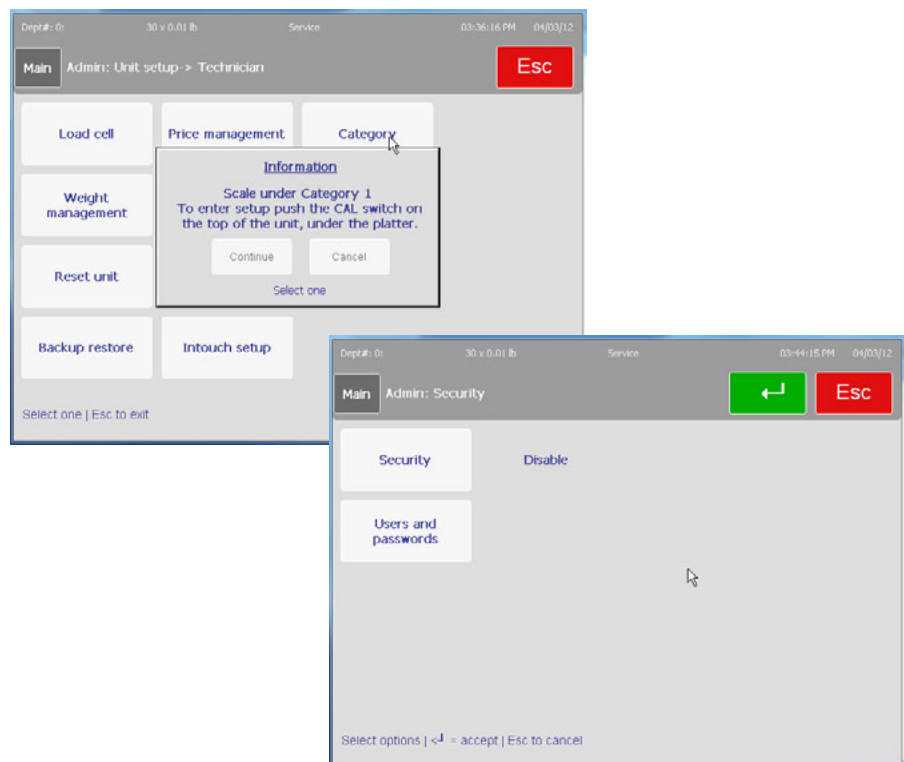 Dept#: 0: 30 x 0.01 lb Service 03:36:16 PM 04/03/12
Main Admin: Unit setup-> Technician Esc
Load cell Price management Category
Information
Scale under Category 1
To enter setup push the CAL switch on
the top of the unit, under the platter.
Continue Cancel
Select one
Weight
management
Reset unit
Backup restore Intouch setup
Select one | Esc to exit
Dept#: 0: 30 x 0.01 lb Service 03:44:15 PM 04/03/12
Main Admin: Security ↵ Esc
Security Disable
Users and
passwords
Select options | <┘ = accept | Esc to cancel